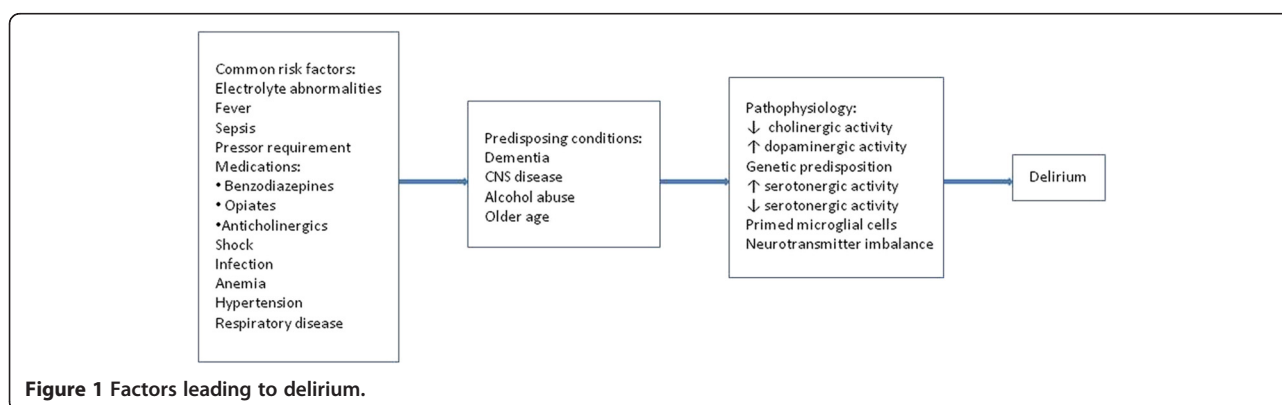 Common risk factors:
Electrolyte abnormalities
Fever
Sepsis
Pressor requirement
Medications:
• Benzodiazepines
• Opiates
•Anticholinergics
Shock
Infection
Anemia
Hypertension
Respiratory disease
Predisposing conditions:
Dementia
CNS disease
Alcohol abuse
Older age
Pathophysiology:
↓ cholinergic activity
↑ dopaminergic activity
Genetic predisposition
↑ serotonergic activity
↓ serotonergic activity
Primed microglial cells
Neurotransmitter imbalance
Delirium
Figure 1 Factors leading to delirium.